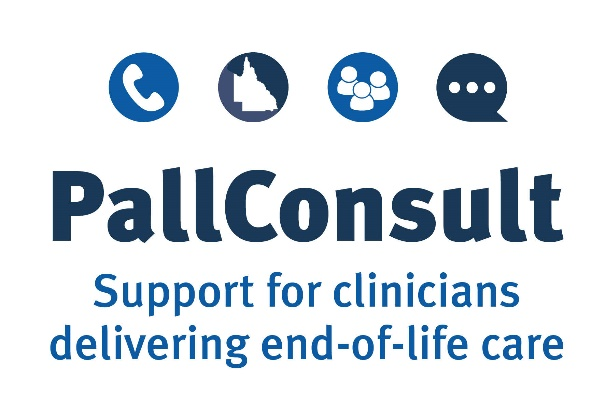 PallConsult
Support for clinicians
delivering end-of-life care